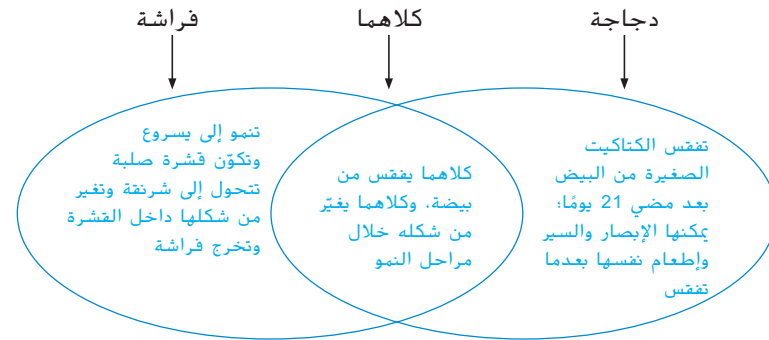 دجاجة
كلاهما
فراشة
تفقس الكتاكيت
الصغيرة من البيض
بعد مضي 21 يومًا؛
يمكنها الإبصار والسير
وإطعام نفسها بعدما
تفقس
كلاهما يفقس من
بيضة، وكلاهما يغيّر
من شكله خلال
مراحل النمو
تنمو إلى يسروع
وتكوّن قشرة صلبة
تتحول إلى شرنقة وتغير
من شكلها داخل القشرة
وتخرج فراشة